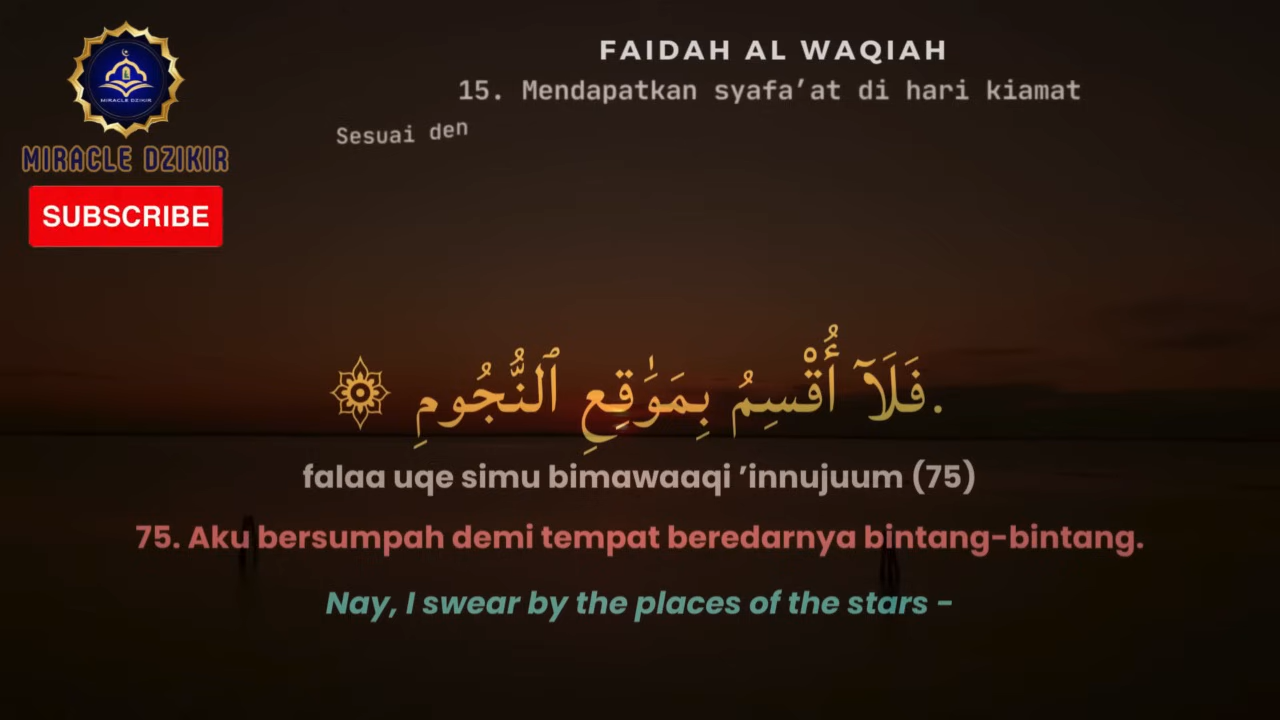 FAIDAH AL WAQIAH
15. Mendapatkan syafa’at di hari kiamat
Sesuai den
MIRACLE DZIKIR
MIRACLE DZIKIR
SUBSCRIBE
فَلَآ أُقْسِمُ بِمَوَٰقِعِ ٱلنُّجُومِ.
falaa uqe simu bimawaaqi ’innujuum (75)
75. Aku bersumpah demi tempat beredarnya bintang-bintang.
Nay, I swear by the places of the stars -